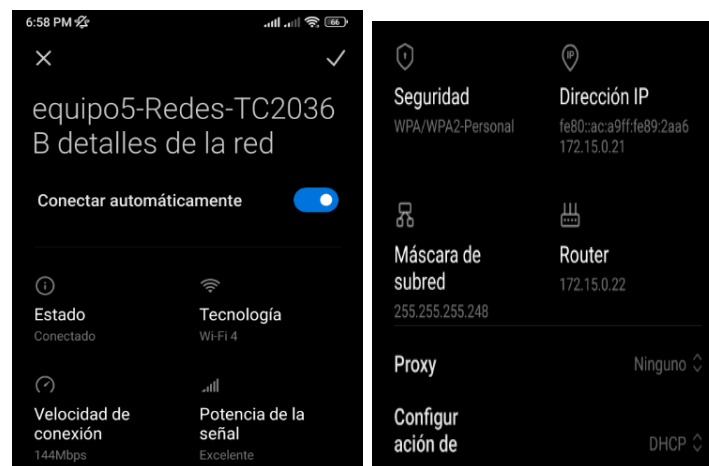 6:58 PM
66
equipo5-Redes-TC2036
B detalles de la red
Conectar automáticamente
Estado
Conectado
Tecnología
Wi-Fi 4
Velocidad de
conexión
144Mbps
Potencia de la
señal
Excelente
Seguridad
WPA/WPA2-Personal
Dirección IP
fe80::ac:a9ff:fe89:2aa6
172.15.0.21
Máscara de
subred
255.255.255.248
Router
172.15.0.22
Proxy
Ninguno
Configur
ación de
DHCP